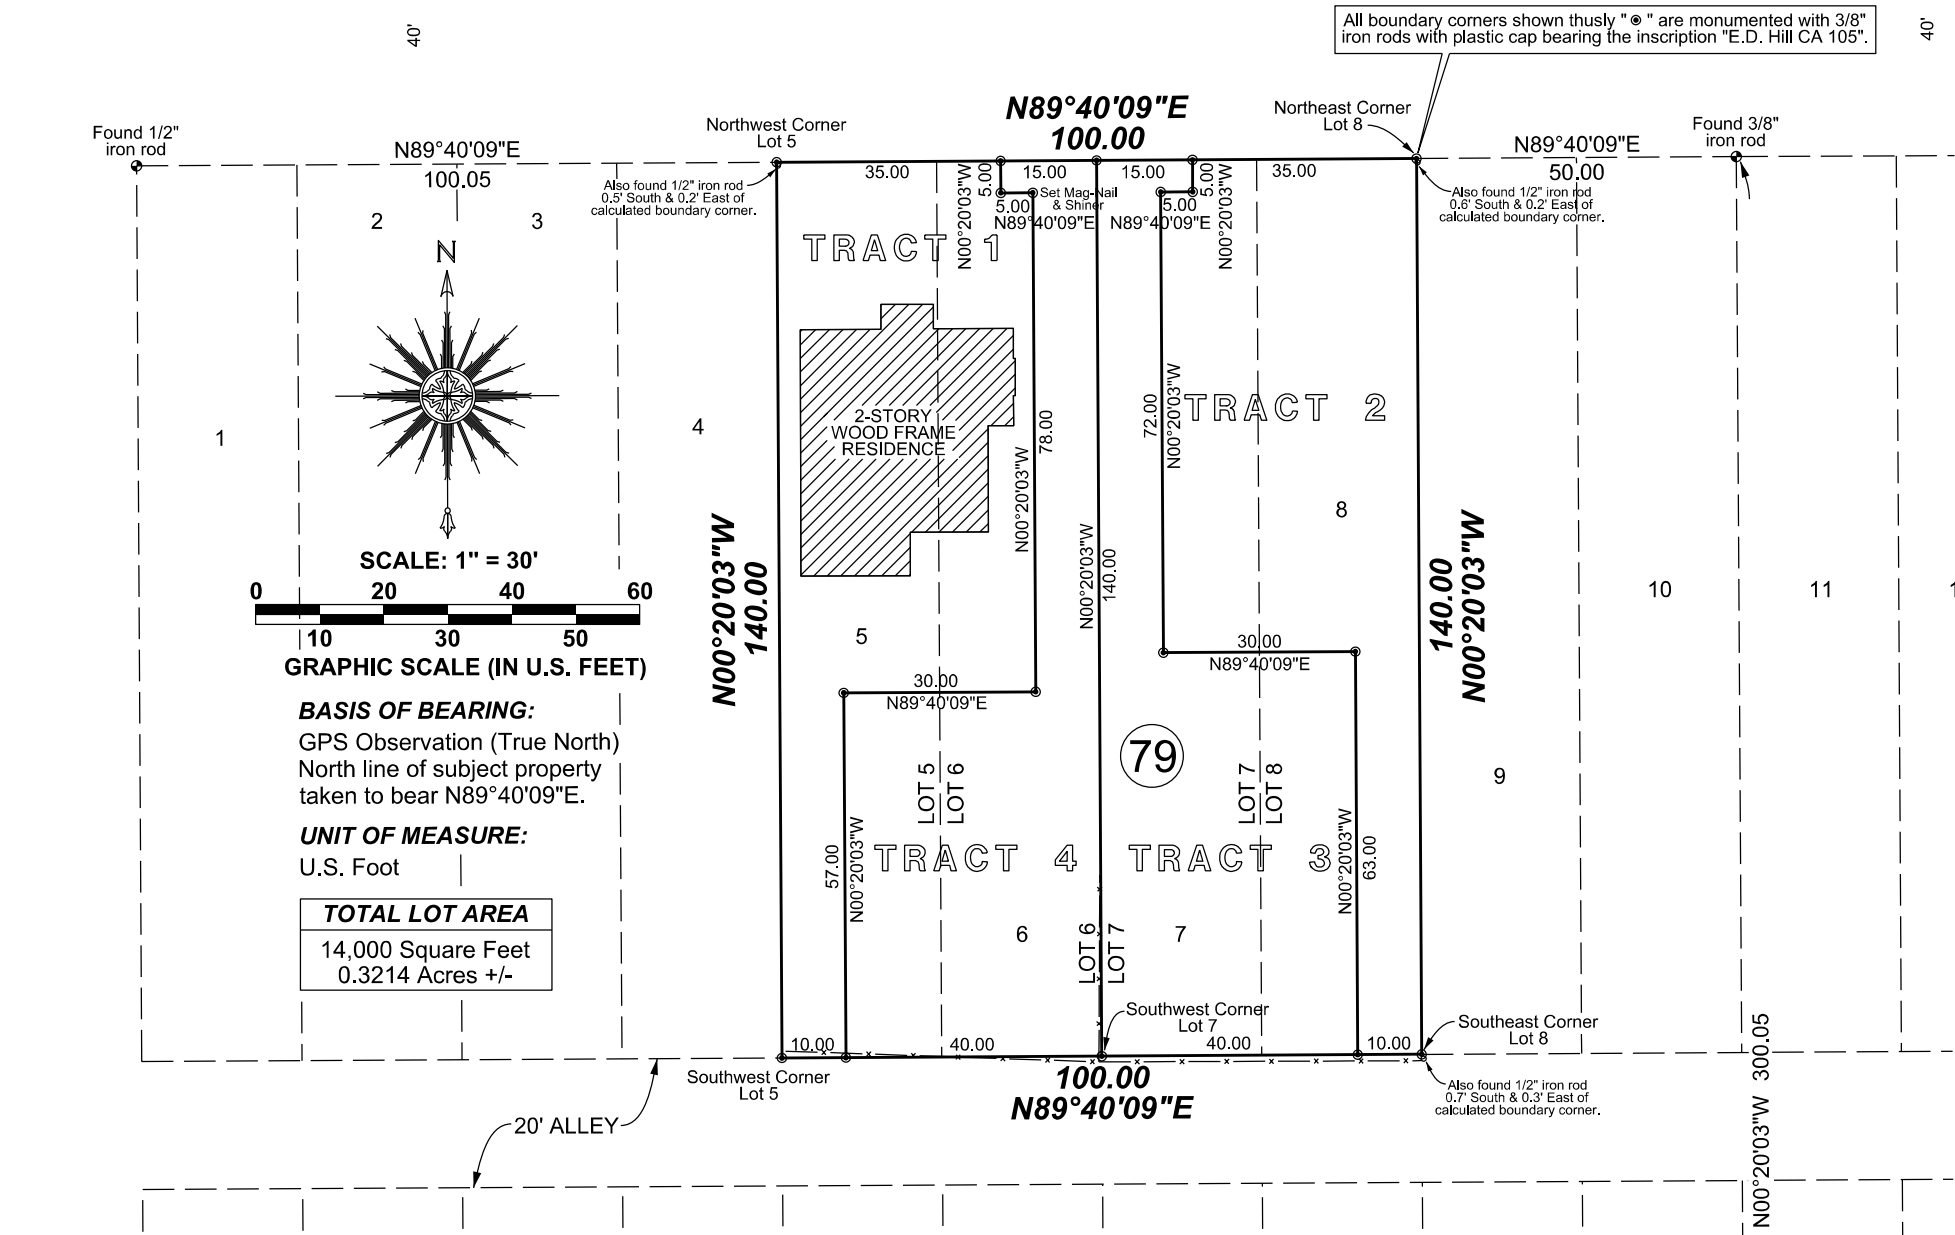 40'
40'
All boundary corners shown thusly " " are monumented with 3/8"
iron rods with plastic cap bearing the inscription "E.D. Hill CA 105".
Found 1/2"
iron rod
N89°40'09"E
100.05
Northwest Corner
Lot 5
N89°40'09"E
100.00
Northeast Corner
Lot 8
N89°40'09"E
50.00
Found 3/8"
iron rod
35.00
15.00
15.00
35.00
Also found 1/2" iron rod
0.5' South & 0.2' East of
calculated boundary corner.
Also found 1/2" iron rod
0.6' South & 0.2' East of
calculated boundary corner.
N00°20'03"W
5.00
5.00
Set Mag-Nail
& Shiner
N89°40'09"E
5.00
N89°40'09"E
5.00
N00°20'03"W
2
3
N
TRACT 1
TRACT 2
1
4
2-STORY
WOOD FRAME
RESIDENCE
78.00
N00°20'03"W
72.00
N00°20'03"W
8
N00°20'03"W
140.00
N00°20'03"W
140.00
140.00
N00°20'03"W
SCALE: 1" = 30'
0
20
40
60
10
30
50
GRAPHIC SCALE (IN U.S. FEET)
5
10
11
1
30.00
N89°40'09"E
30.00
N89°40'09"E
BASIS OF BEARING:
GPS Observation (True North)
North line of subject property
taken to bear N89°40'09"E.
UNIT OF MEASURE:
U.S. Foot
79
9
LOT 5
LOT 6
LOT 7
LOT 8
57.00
N00°20'03"W
TRACT 4
TRACT 3
N00°20'03"W
63.00
TOTAL LOT AREA
14,000 Square Feet
0.3214 Acres +/-
6
7
LOT 6
LOT 7
Southwest Corner
Lot 7
Southeast Corner
Lot 8
10.00
40.00
40.00
10.00
Southwest Corner
Lot 5
100.00
N89°40'09"E
Also found 1/2" iron rod
0.7' South & 0.3' East of
calculated boundary corner.
20' ALLEY
N00°20'03"W 300.05